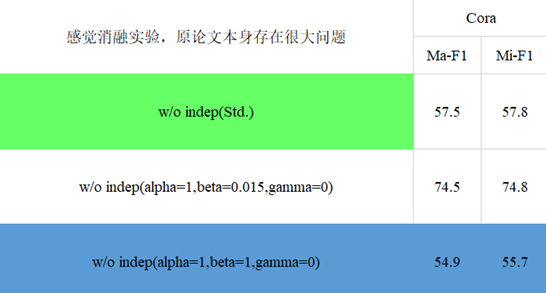 感觉消融实验，原论文本身存在很大问题
Cora
Ma-F1 Mi-F1
w/o indep(Std.) 57.5 57.8
w/o indep(alpha=1,beta=0.015,gamma=0) 74.5 74.8
w/o indep(alpha=1,beta=1,gamma=0) 54.9 55.7